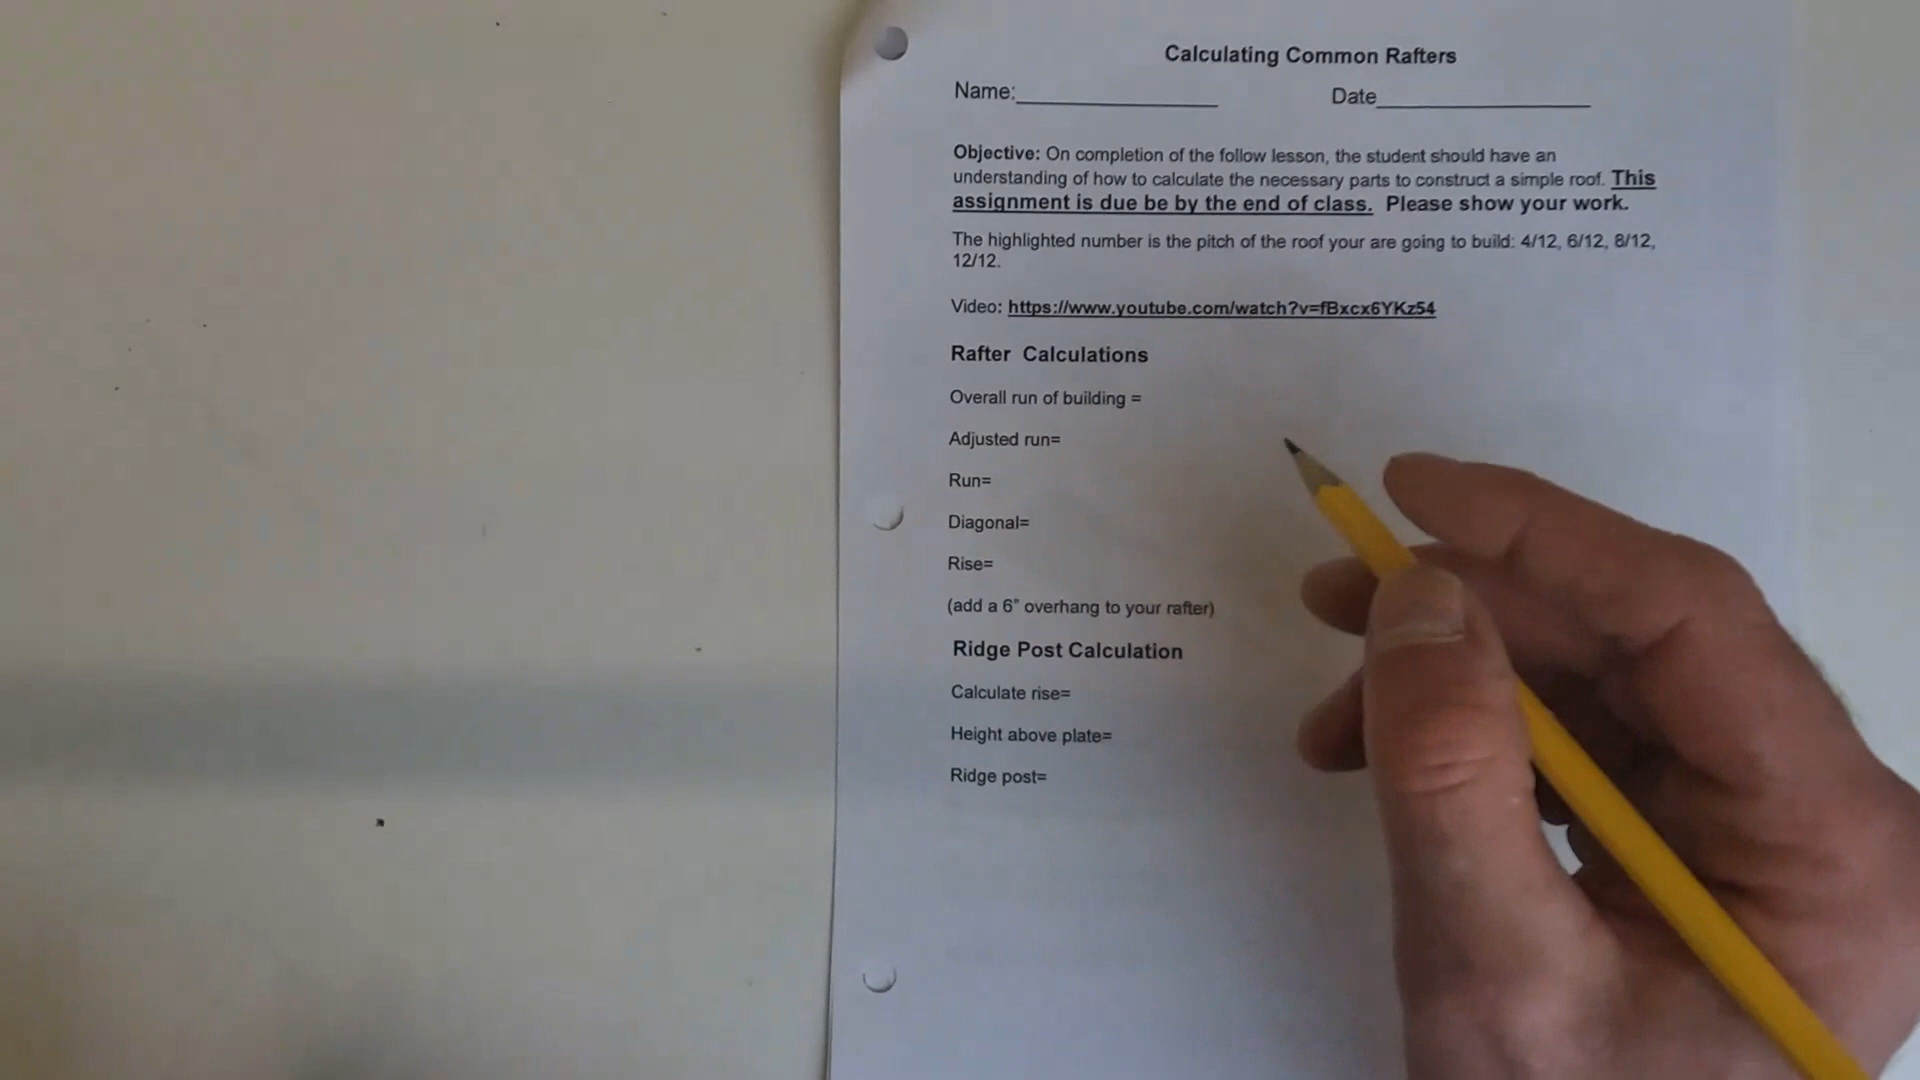 Calculating Common Rafters
Name:___________________ Date____________________
Objective: On completion of the follow lesson, the student should have an
understanding of how to calculate the necessary parts to construct a simple roof. This
assignment is due be by the end of class. Please show your work.
The highlighted number is the pitch of the roof your are going to build: 4/12, 6/12, 8/12,
12/12.
Video: https://www.youtube.com/watch?v=fBxcx6YKz54
Rafter Calculations
Overall run of building =
Adjusted run=
Run=
Diagonal=
Rise=
(add a 6" overhang to your rafter)
Ridge Post Calculation
Calculate rise=
Height above plate=
Ridge post=